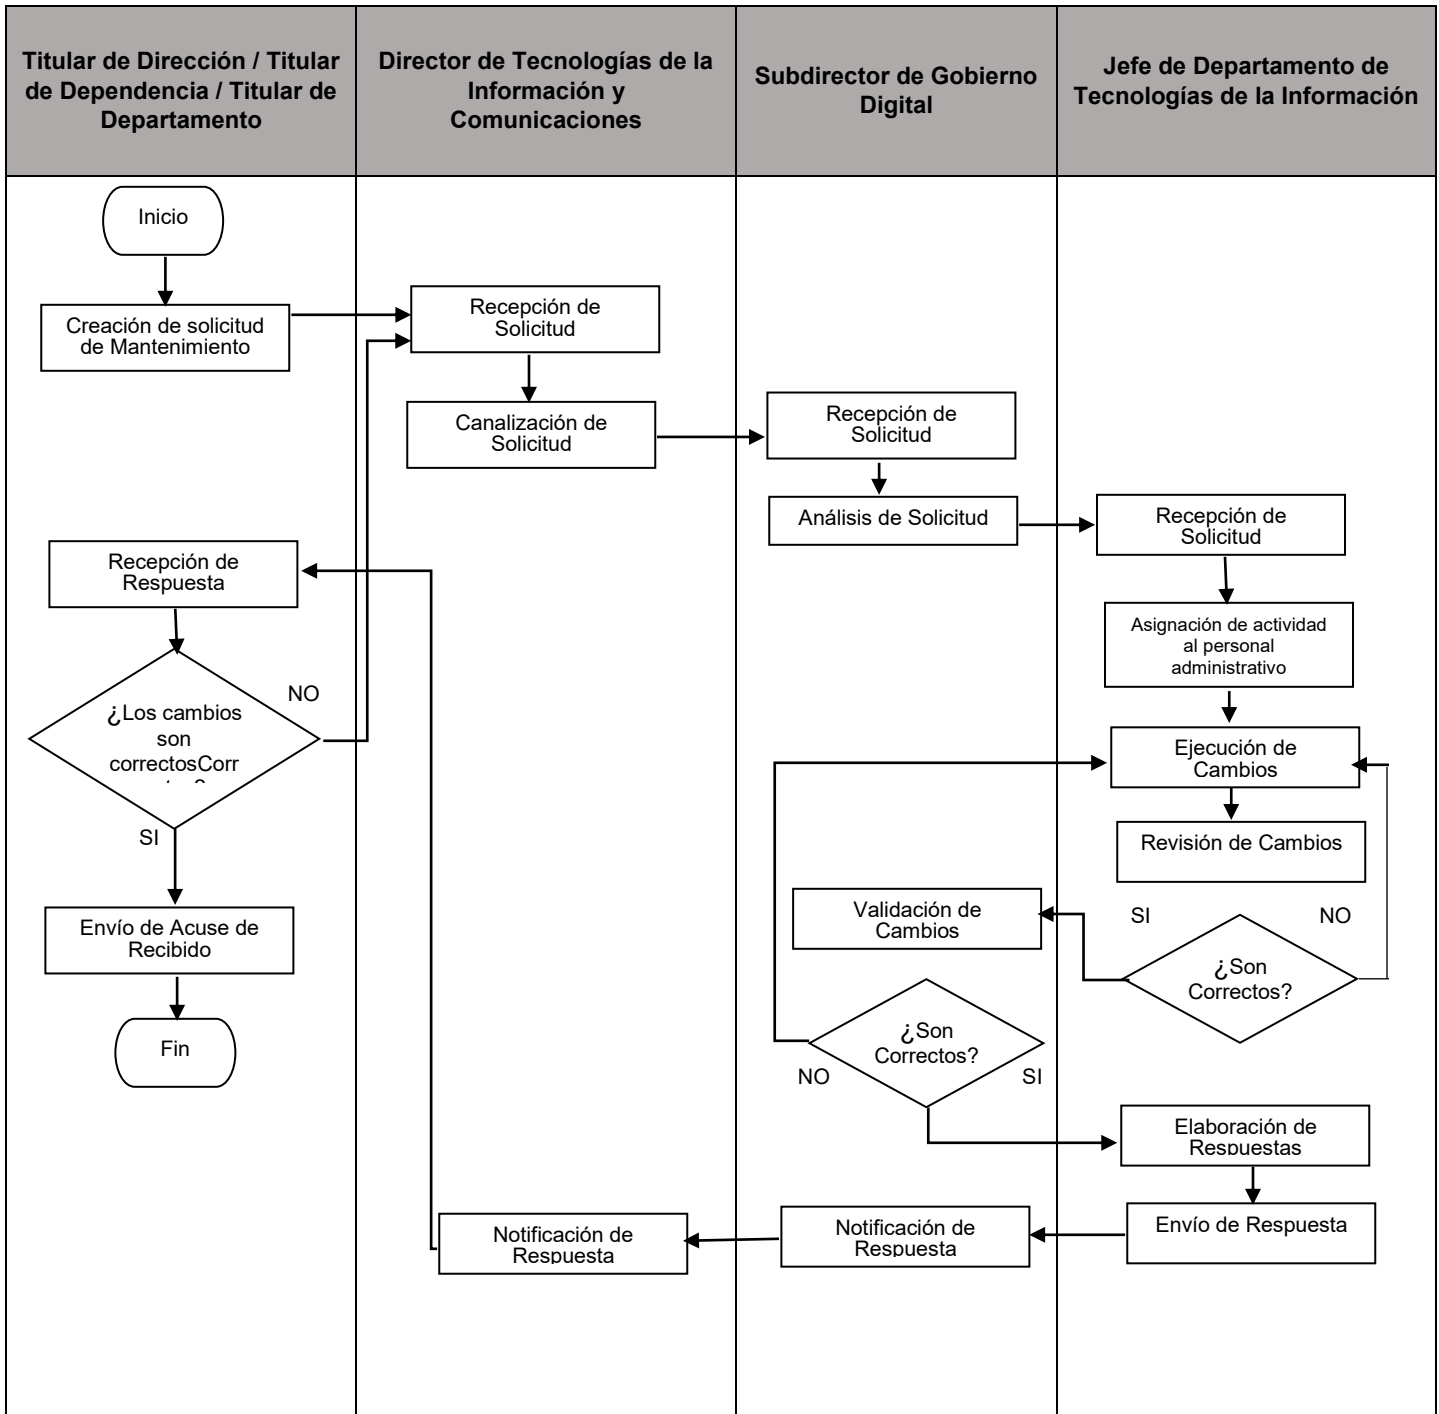 Titular de Dirección / Titular
de Dependencia / Titular de
Departamento
Director de Tecnologías de la
Información y
Comunicaciones
Subdirector de Gobierno
Digital
Jefe de Departamento de
Tecnologías de la Información
Inicio
Creación de solicitud
de Mantenimiento
Recepción de
Solicitud
Canalización de
Solicitud
Recepción de
Solicitud
Análisis de Solicitud
Recepción de
Solicitud
Asignación de actividad
al personal
administrativo
Recepción de
Respuesta
NO
¿Los cambios
son
correctosCorr
SI
Ejecución de
Cambios
Revisión de Cambios
SI
NO
¿Son
Correctos?
Validación de
Cambios
¿Son
Correctos?
NO
SI
Envío de Acuse de
Recibido
Fin
Elaboración de
Respuestas
Envío de Respuesta
Notificación de
Respuesta
Notificación de
Respuesta